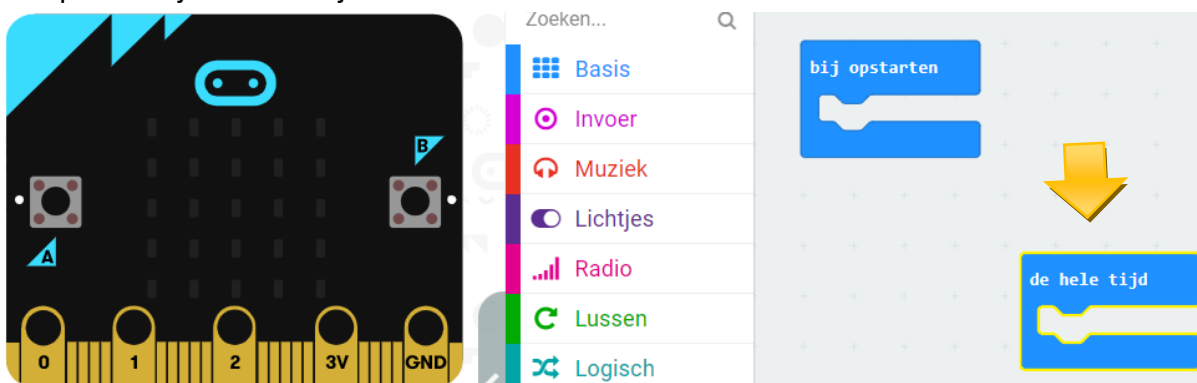 B
A
0
1
2
3V
GND
Zoeken...
Basis
Invoer
Muziek
Lichtjes
Radio
Lussen
Logisch
bij opstarten
de hele tijd